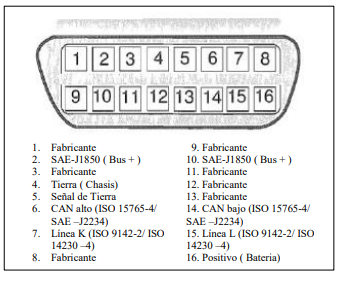 1 2 3 4 5 6 7 8
9 10 11 12 13 14 15 16
1. Fabricante
2. SAE-J1850 ( Bus + )
3. Fabricante
4. Tierra ( Chasis)
5. Señal de Tierra
6. CAN alto (ISO 15765-4/
SAE –J2234)
7. Línea K (ISO 9142-2/ ISO
14230 –4)
8. Fabricante
9. Fabricante
10. SAE-J1850 ( Bus + )
11. Fabricante
12. Fabricante
13. Fabricante
14. CAN bajo (ISO 15765-4/
SAE –J2234)
15. Línea L (ISO 9142-2/ ISO
14230 –4)
16. Positivo ( Bateria)